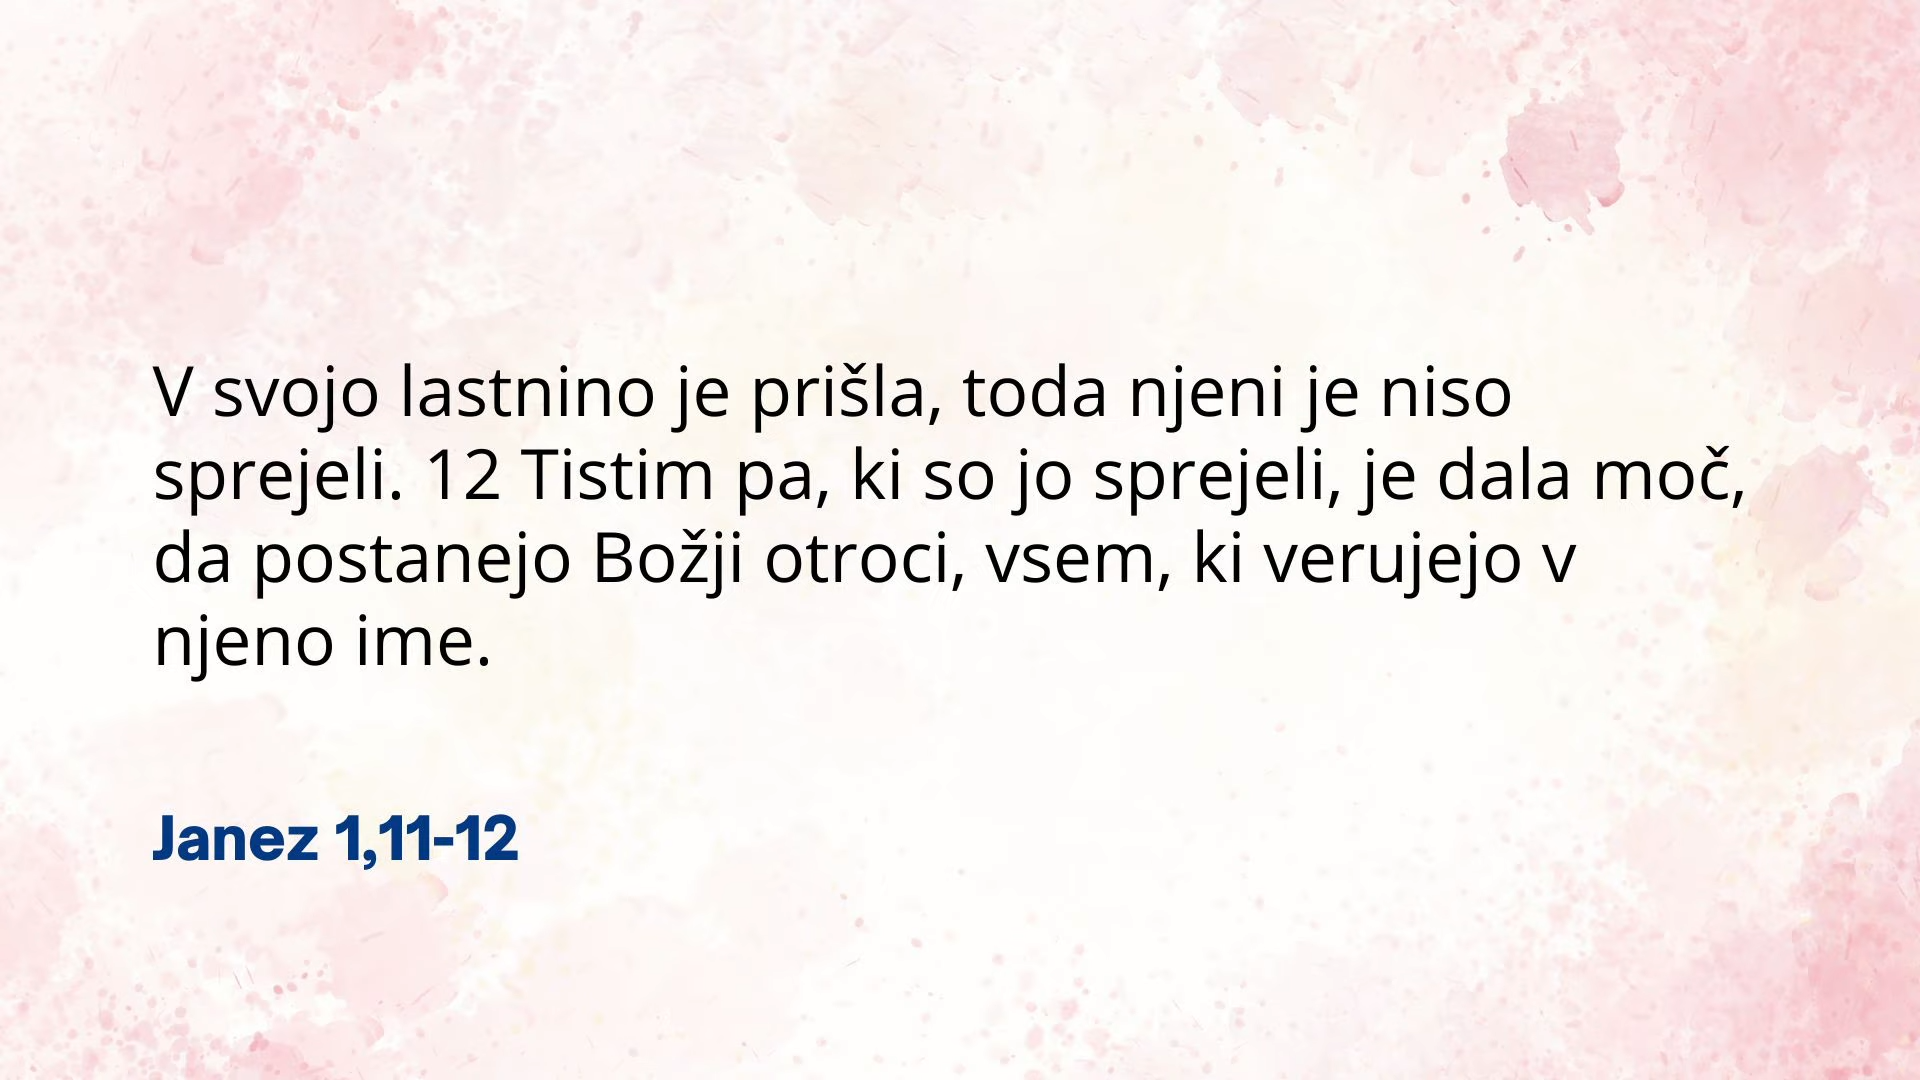 V svojo lastnino je prišla, toda njeni je niso
sprejeli. 12 Tistim pa, ki so jo sprejeli, je dala moč,
da postanejo Božji otroci, vsem, ki verujejo v
njeno ime.
Janez 1,11-12